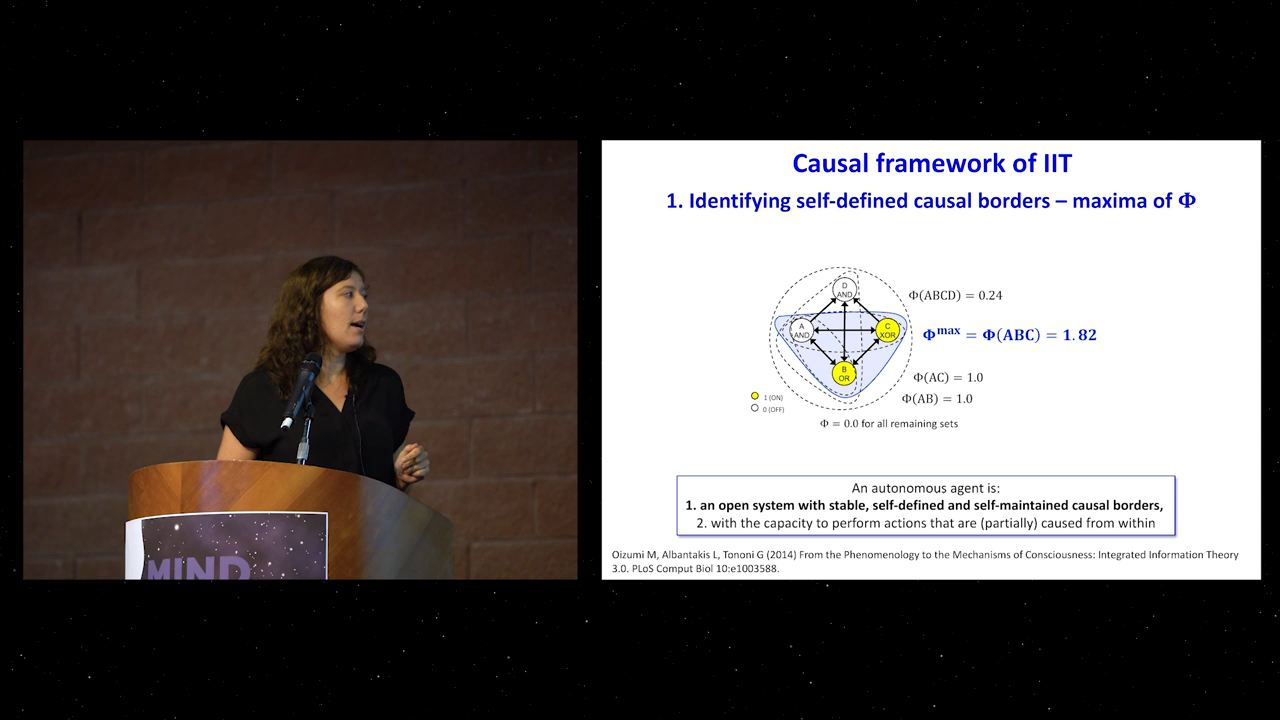 MIND
Causal framework of IIT
1. Identifying self-defined causal borders – maxima of Φ
D
AND
A
AND
C
XOR
B
OR
Φ(ABCD) = 0.24
Φmax = Φ(ABC) = 1.82
Φ(AC) = 1.0
Φ(AB) = 1.0
1 (ON)
0 (OFF)
Φ = 0.0 for all remaining sets
An autonomous agent is:
1. an open system with stable, self-defined and self-maintained causal borders,
2. with the capacity to perform actions that are (partially) caused from within
Oizumi M, Albantakis L, Tononi G (2014) From the Phenomenology to the Mechanisms of Consciousness: Integrated Information Theory
3.0. PLoS Comput Biol 10:e1003588.